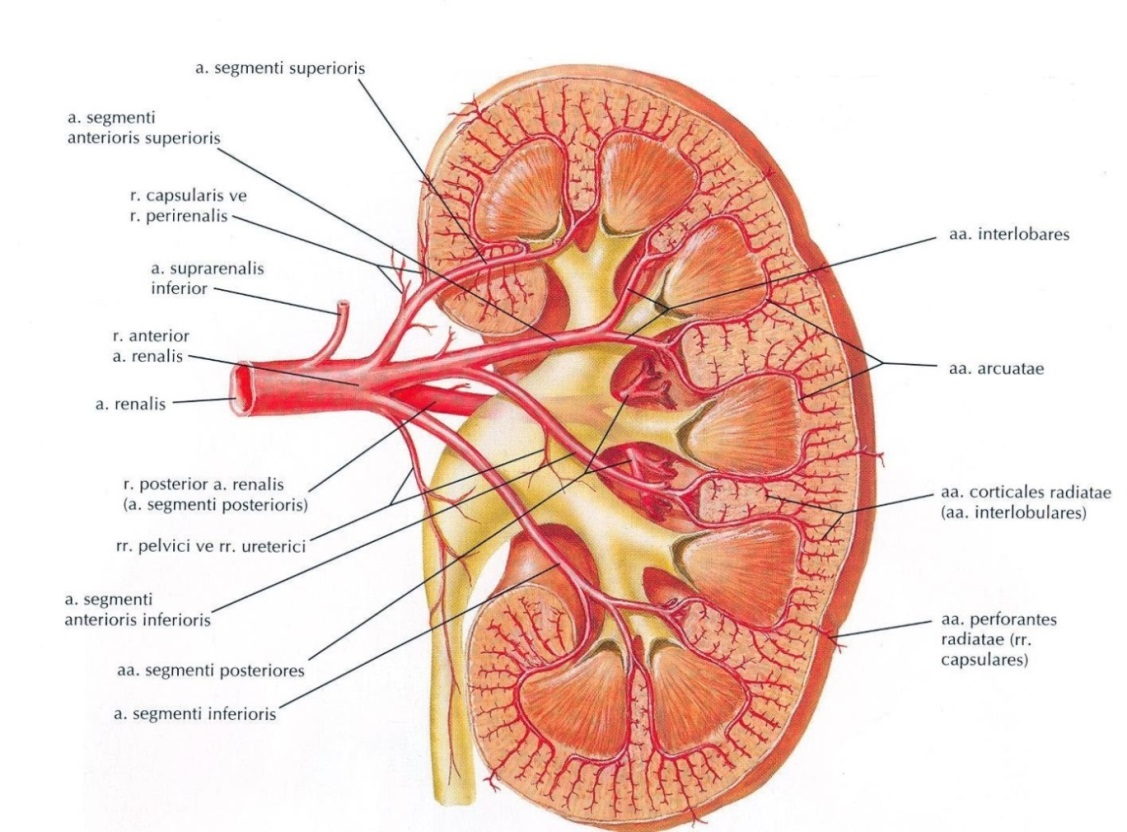 a. segmenti superioris
a. segmenti
anterioris superioris
r. capsularis ve
r. perirenalis
a. suprarenalis
inferior
r. anterior
a. renalis
a. renalis
r. posterior a. renalis
(a. segmenti posterioris)
rr. pelvici ve rr. ureterici
a. segmenti
anterioris inferioris
aa. segmenti posteriores
a. segmenti inferioris
aa. interlobares
aa. arcuatae
aa. corticales radiatae
(aa. interlobulares)
aa. perforantes
radiatae (rr.
capsulares)